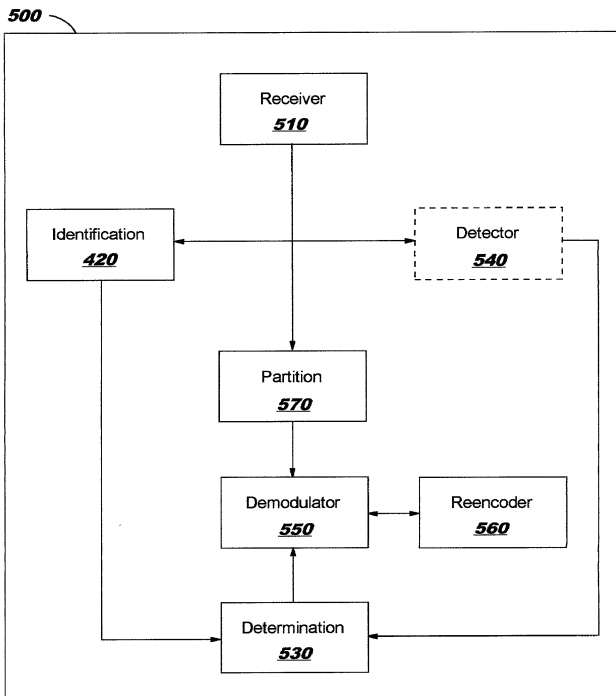 500
Receiver
510
Identification
420
Detector
540
Partition
570
Demodulator
550
Reencoder
560
Determination
530